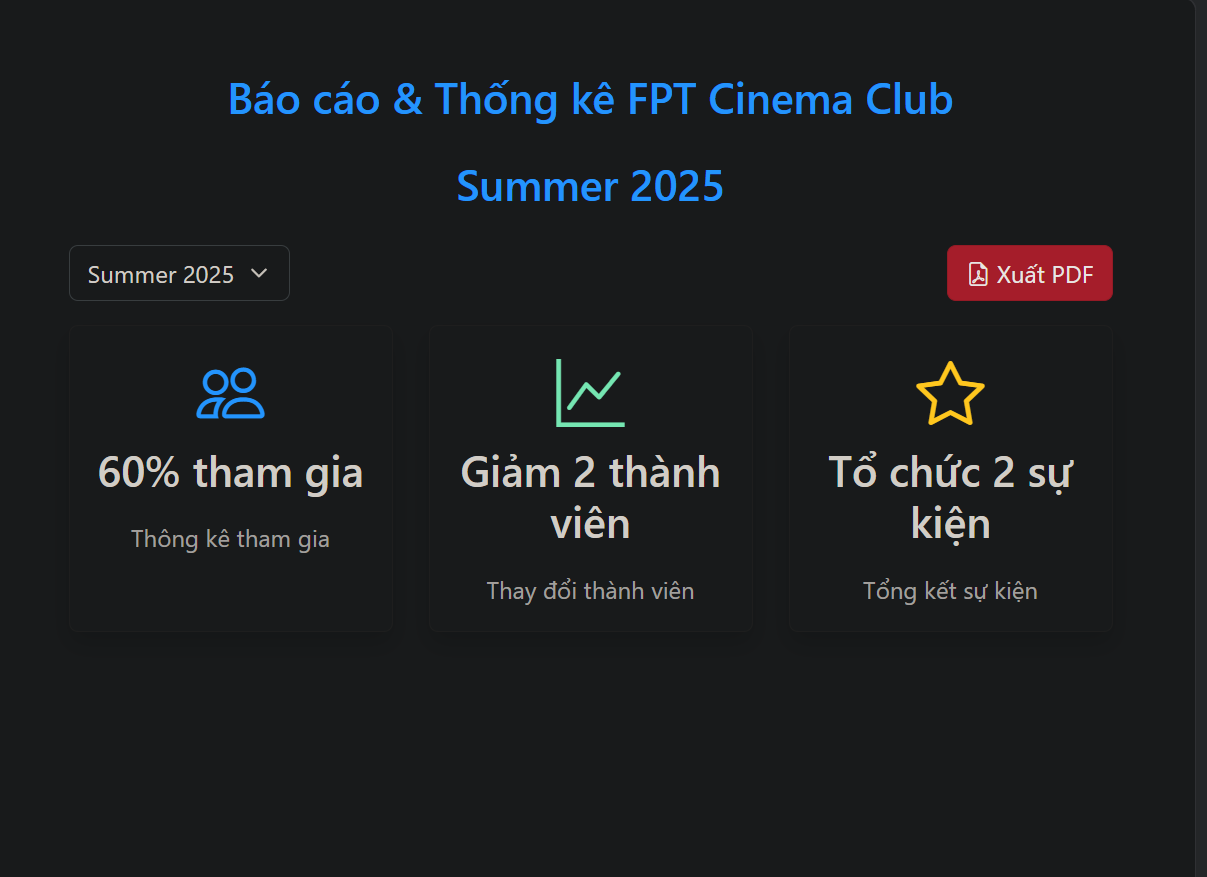 Báo cáo & Thống kê FPT Cinema Club
Summer 2025
Summer 2025
Xuất PDF
60% tham gia
Thông kê tham gia
Giảm 2 thành
viên
Thay đổi thành viên
Tổ chức 2 sự
kiện
Tổng kết sự kiện